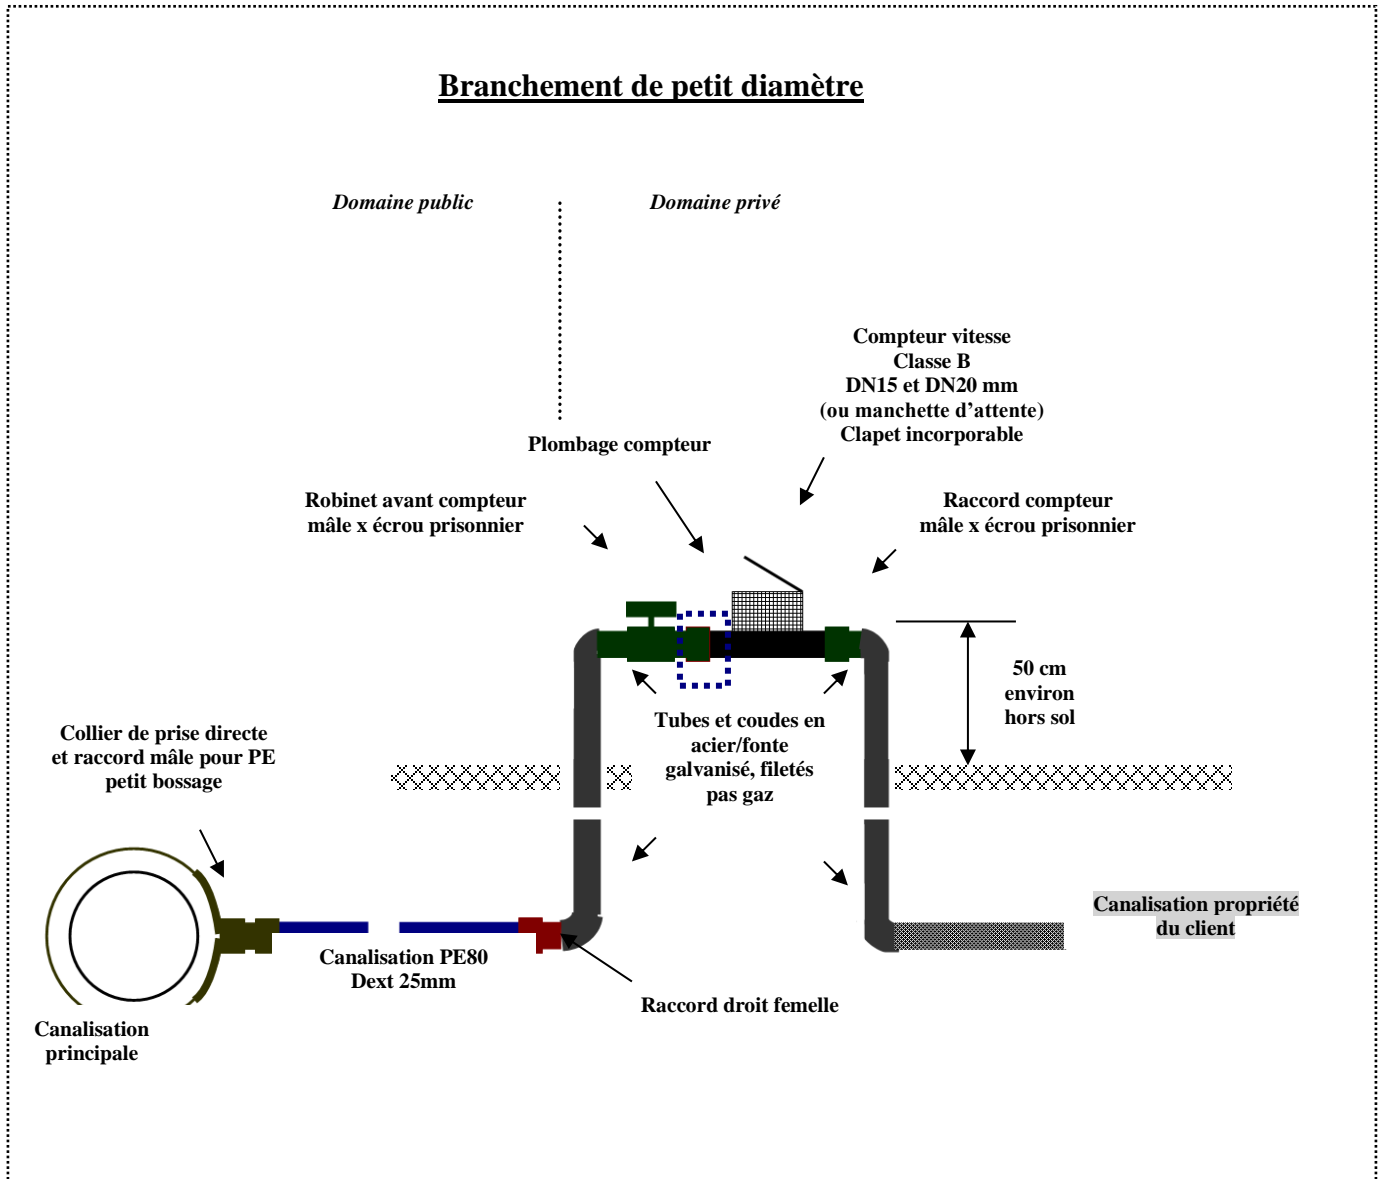 Branchement de petit diamètre
Domaine public
Domaine privé
Compteur vitesse
Classe B
DN15 et DN20 mm
(ou manchette d'attente)
Clapet incorporable
Plombage compteur
Robinet avant compteur
mâle x écrou prisonnier
Raccord compteur
mâle x écrou prisonnier
50 cm
environ
hors sol
Tubes et coudes en
acier/fonte
galvanisé, filetés
pas gaz
Collier de prise directe
et raccord mâle pour PE
petit bossage
Canalisation propriété
du client
Canalisation PE80
Dext 25mm
Raccord droit femelle
Canalisation
principale